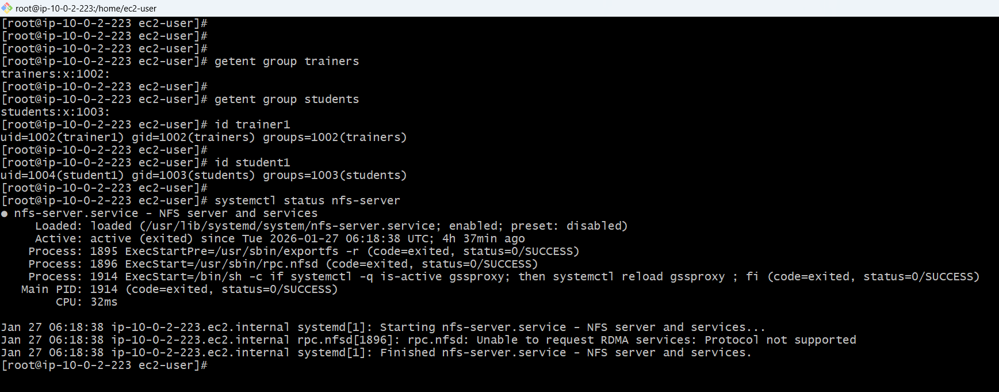 root@ip-10-0-2-223:/home/ec2-user
[root@ip-10-0-2-223 ec2-user]#
[root@ip-10-0-2-223 ec2-user]#
[root@ip-10-0-2-223 ec2-user]#
[root@ip-10-0-2-223 ec2-user]# getent group trainers
trainers:x:1002:
[root@ip-10-0-2-223 ec2-user]#
[root@ip-10-0-2-223 ec2-user]# getent group students
students:x:1003:
[root@ip-10-0-2-223 ec2-user]# id trainer1
uid=1002(trainer1) gid=1002(trainers) groups=1002(trainers)
[root@ip-10-0-2-223 ec2-user]#
[root@ip-10-0-2-223 ec2-user]# id student1
uid=1004(student1) gid=1003(students) groups=1003(students)
[root@ip-10-0-2-223 ec2-user]#
[root@ip-10-0-2-223 ec2-user]# systemctl status nfs-server
● nfs-server.service - NFS server and services
     Loaded: loaded (/usr/lib/systemd/system/nfs-server.service; enabled; preset: disabled)
     Active: active (exited) since Tue 2026-01-27 06:18:38 UTC; 4h 37min ago
    Process: 1895 ExecStartPre=/usr/sbin/exportfs -r (code=exited, status=0/SUCCESS)
    Process: 1896 ExecStart=/usr/sbin/rpc.nfsd (code=exited, status=0/SUCCESS)
    Process: 1914 ExecStart=/bin/sh -c if systemctl -q is-active gssproxy; then systemctl reload gssproxy ; fi (code=exited, status=0/SUCCESS)
   Main PID: 1914 (code=exited, status=0/SUCCESS)
        CPU: 32ms
Jan 27 06:18:38 ip-10-0-2-223.ec2.internal systemd[1]: Starting nfs-server.service - NFS server and services...
Jan 27 06:18:38 ip-10-0-2-223.ec2.internal rpc.nfsd[1896]: rpc.nfsd: Unable to request RDMA services: Protocol not supported
Jan 27 06:18:38 ip-10-0-2-223.ec2.internal systemd[1]: Finished nfs-server.service - NFS server and services.
[root@ip-10-0-2-223 ec2-user]#